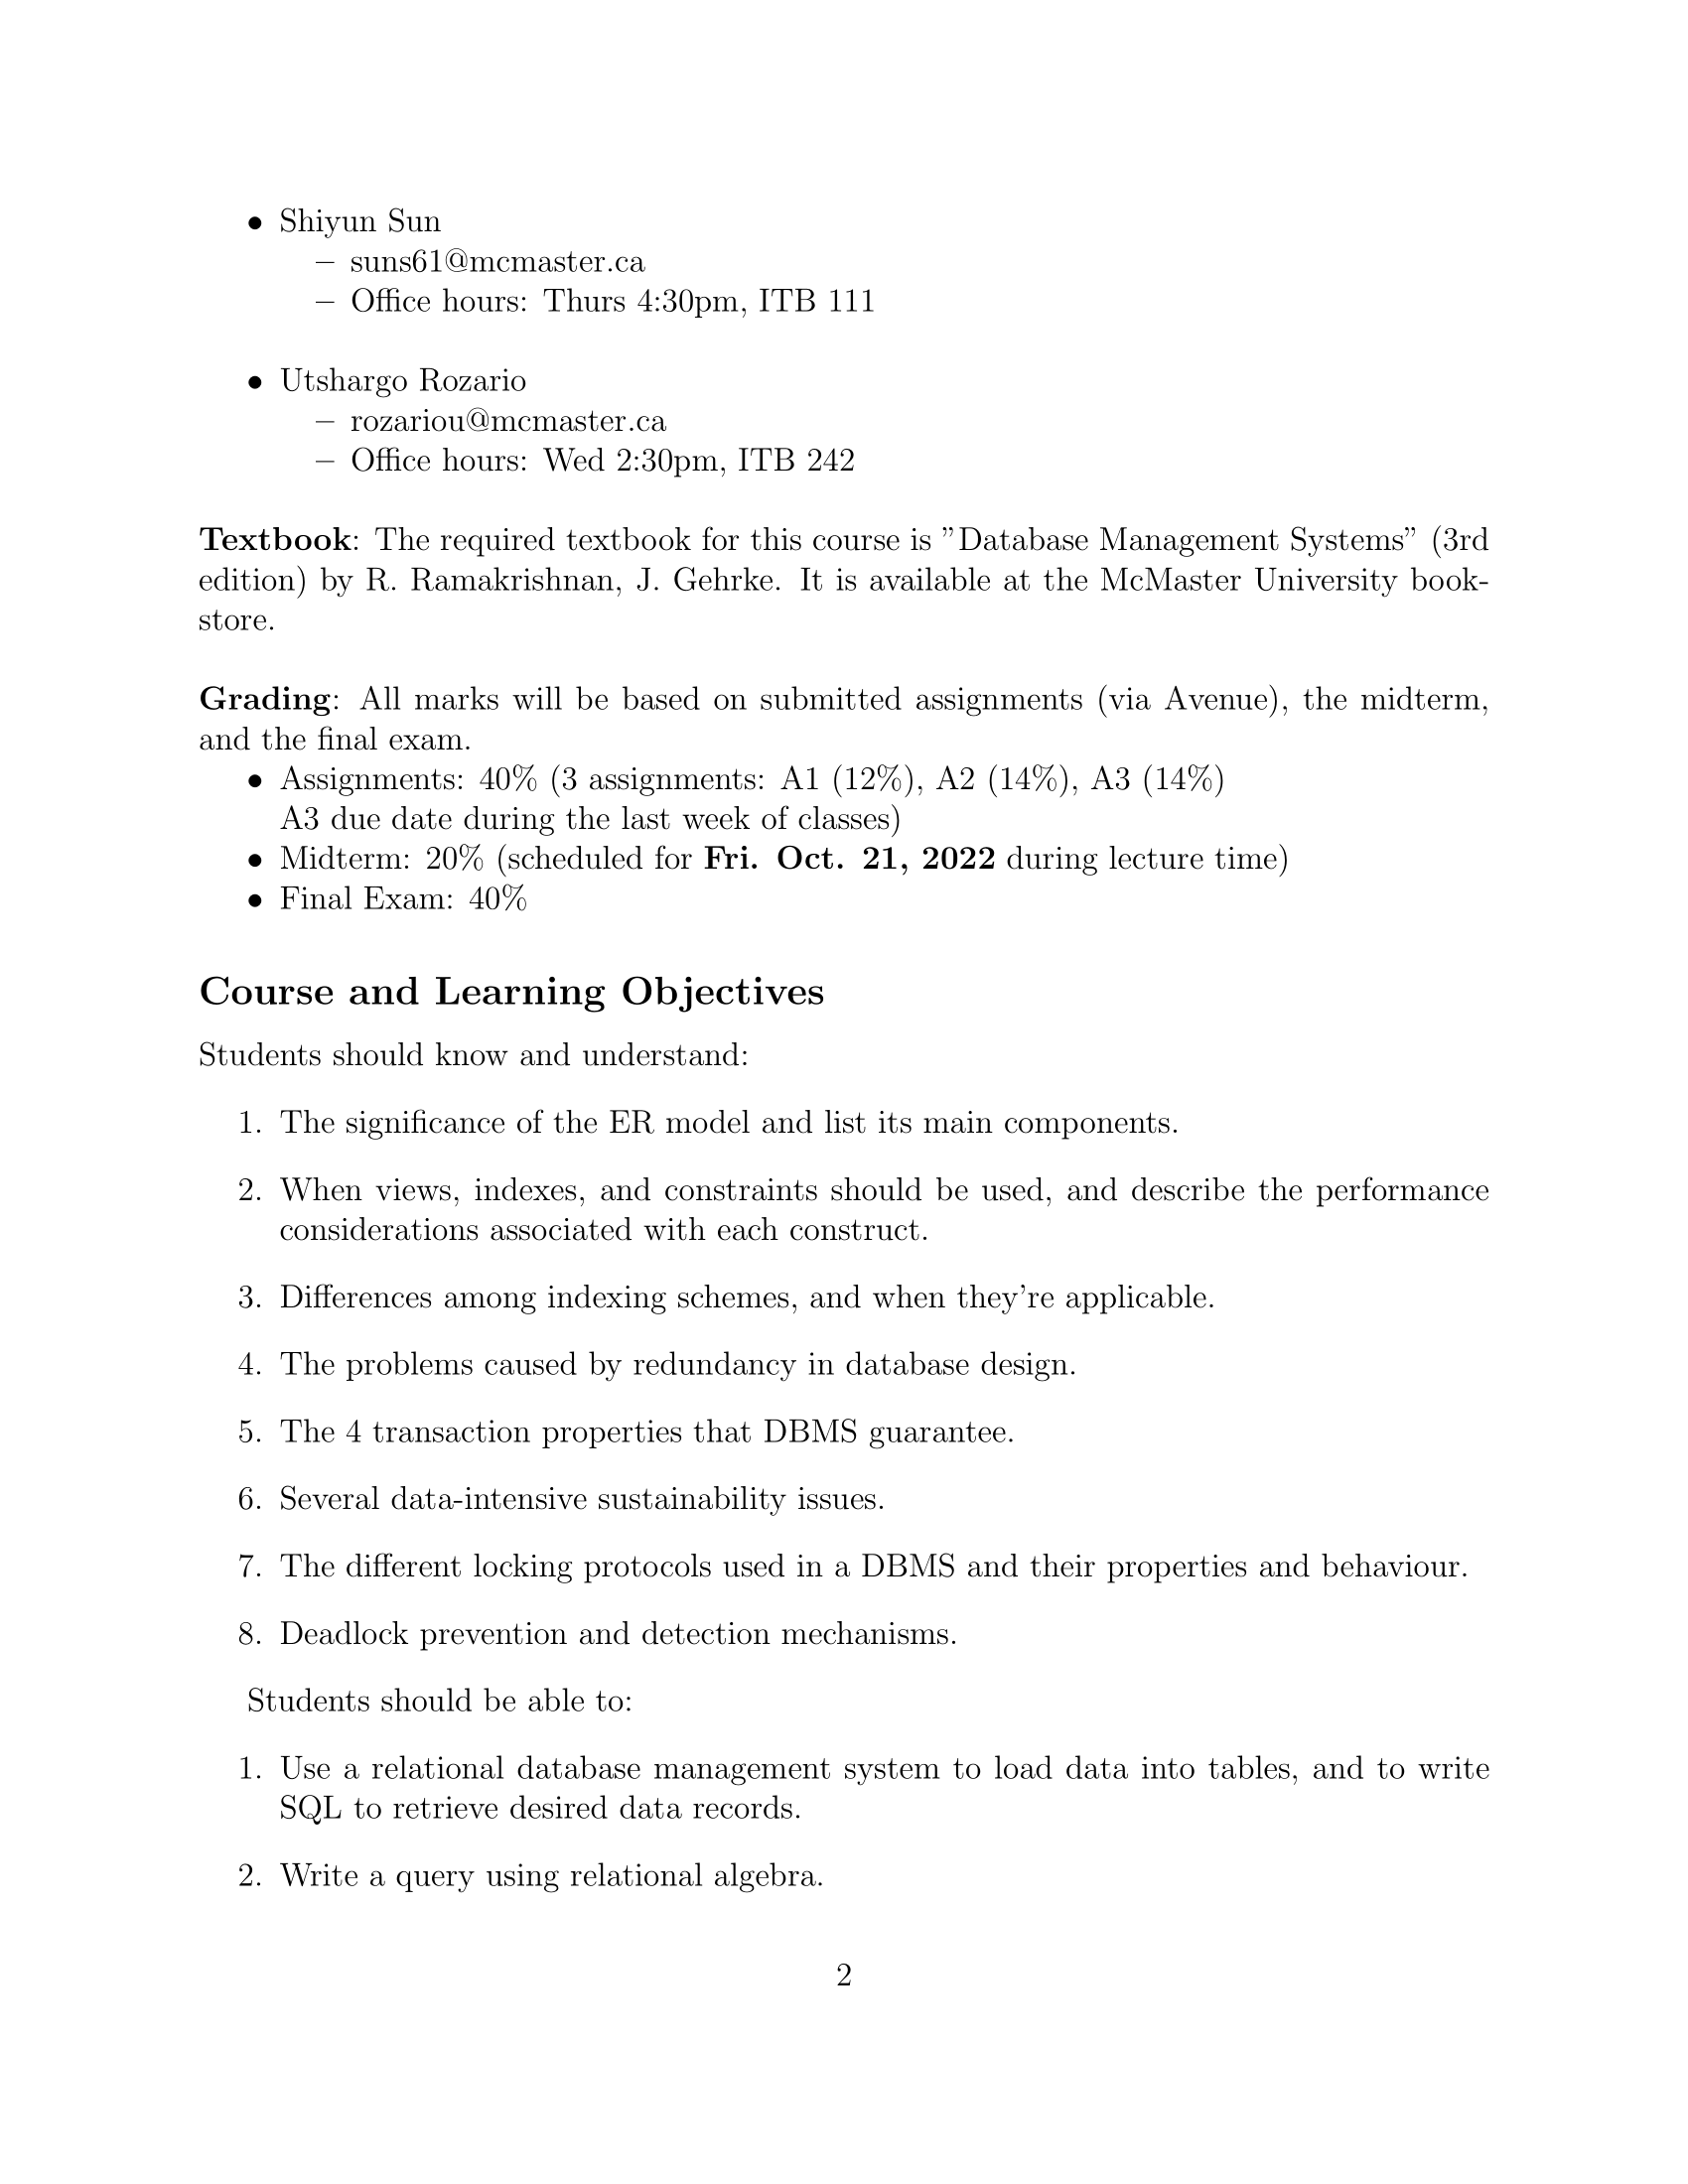 • Shiyun Sun
– suns61@mcmaster.ca
– Office hours: Thurs 4:30pm, ITB 111
• Utshargo Rozario
– rozariou@mcmaster.ca
– Office hours: Wed 2:30pm, ITB 242
Textbook: The required textbook for this course is ”Database Management Systems” (3rd
edition) by R. Ramakrishnan, J. Gehrke. It is available at the McMaster University book-
store.
Grading: All marks will be based on submitted assignments (via Avenue), the midterm,
and the final exam.
• Assignments: 40% (3 assignments: A1 (12%), A2 (14%), A3 (14%)
A3 due date during the last week of classes)
• Midterm: 20% (scheduled for Fri. Oct. 21, 2022 during lecture time)
• Final Exam: 40%
Course and Learning Objectives
Students should know and understand:
1. The significance of the ER model and list its main components.
2. When views, indexes, and constraints should be used, and describe the performance
considerations associated with each construct.
3. Differences among indexing schemes, and when they’re applicable.
4. The problems caused by redundancy in database design.
5. The 4 transaction properties that DBMS guarantee.
6. Several data-intensive sustainability issues.
7. The different locking protocols used in a DBMS and their properties and behaviour.
8. Deadlock prevention and detection mechanisms.
Students should be able to:
1. Use a relational database management system to load data into tables, and to write
SQL to retrieve desired data records.
2. Write a query using relational algebra.
2